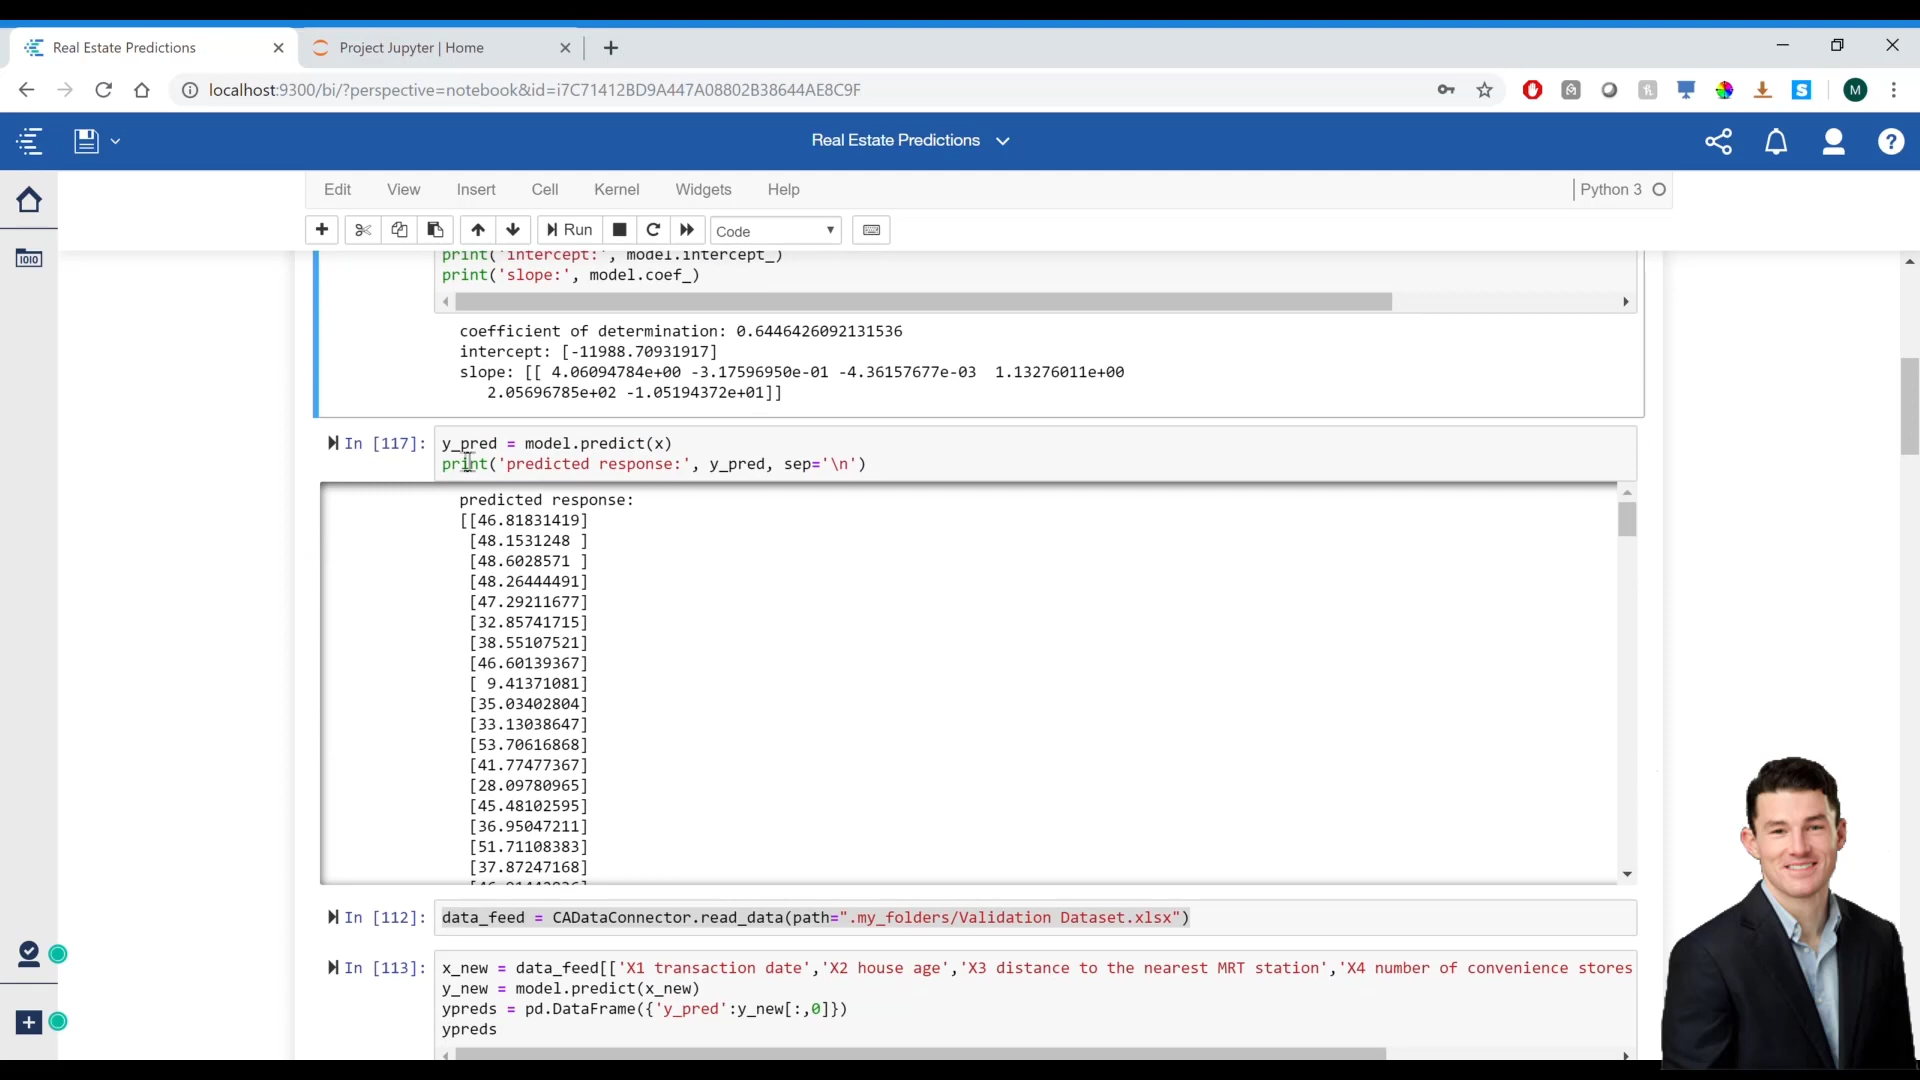 Real Estate Predictions
Project Jupyter | Home
localhost:9300/bi/?perspective=notebook&id=i7C71412BD9A447A08802B38644AE8C9F
M
Real Estate Predictions
Edit View Insert Cell Kernel Widgets Help
Python 3
Run
Code
print('intercept:', model.intercept_)
print('slope:', model.coef_)
coefficient of determination: 0.6446426092131536
intercept: [-11988.70931917]
slope: [[ 4.06094784e+00 -3.17596950e-01 -4.36157677e-03  1.13276011e+00
2.05696785e+02 -1.05194372e+01]]
In [117]:
y_pred = model.predict(x)
print('predicted response:', y_pred, sep='\n')
predicted response:
[[46.81831419]
[48.1531248 ]
[48.6028571 ]
[48.26444491]
[47.29211677]
[32.85741715]
[38.55107521]
[46.60139367]
[ 9.41371081]
[35.03402804]
[33.13038647]
[53.70616868]
[41.77477367]
[28.09780965]
[45.48102595]
[36.95047211]
[51.71108383]
[37.87247168]
In [112]:
data_feed = CADataConnector.read_data(path=".my_folders/Validation Dataset.xlsx")
In [113]:
x_new = data_feed[['X1 transaction date','X2 house age','X3 distance to the nearest MRT station','X4 number of convenience stores
y_new = model.predict(x_new)
ypreds = pd.DataFrame({'y_pred':y_new[:,0]})
ypreds